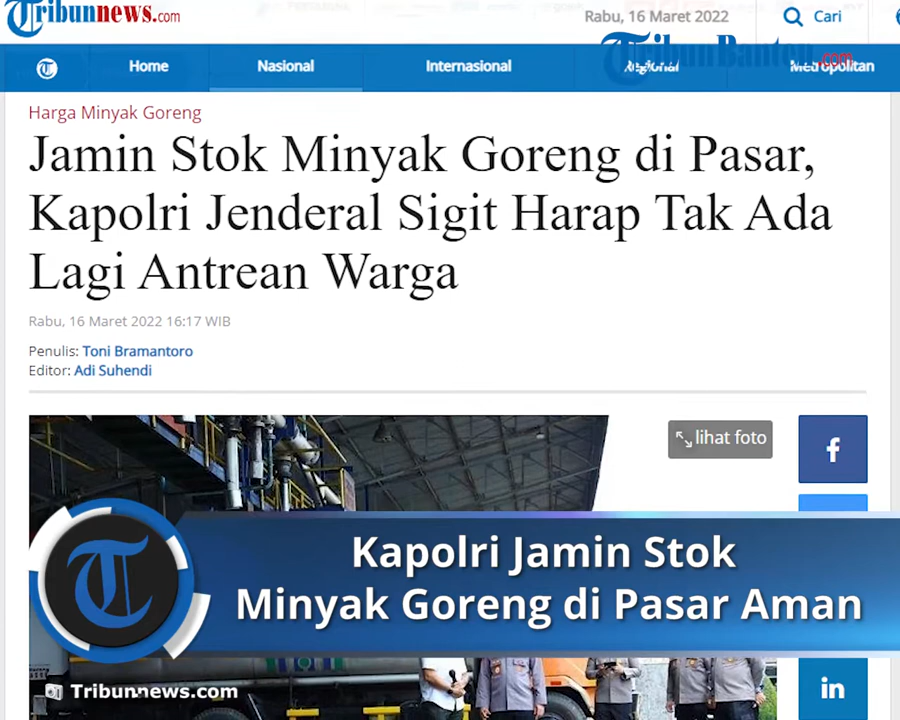 Tribunnews.com
Rabu, 16 Maret 2022
Cari
TribunBanten.com
Home
Nasional
Internasional
Regional
Metropolitan
Harga Minyak Goreng
Jamin Stok Minyak Goreng di Pasar,
Kapolri Jenderal Sigit Harap Tak Ada
Lagi Antrean Warga
Rabu, 16 Maret 2022 16:17 WIB
Penulis: Toni Bramantoro
Editor: Adi Suhendi
lihat foto
f
Kapolri Jamin Stok
Minyak Goreng di Pasar Aman
Tribunnews.com
in